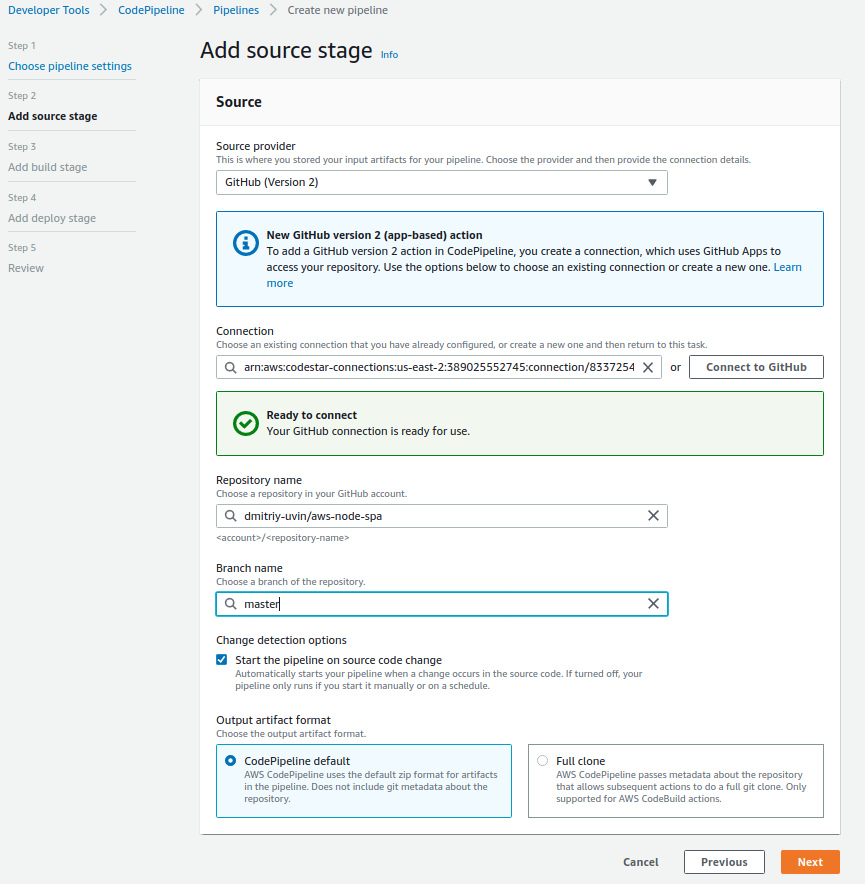 Developer Tools > CodePipeline > Pipelines > Create new pipeline
Step 1
Choose pipeline settings
Step 2
Add source stage
Step 3
Add build stage
Step 4
Add deploy stage
Step 5
Review
Add source stage Info
Source
Source provider
This is where you stored your input artifacts for your pipeline. Choose the provider and then provide the connection details.
GitHub (Version 2)
New GitHub version 2 (app-based) action
To add a GitHub version 2 action in CodePipeline, you create a connection, which uses GitHub Apps to
access your repository. Use the options below to choose an existing connection or create a new one. Learn
more
Connection
Choose an existing connection that you have already configured, or create a new one and then return to this task.
arn:aws:codestar-connections:us-east-2:389025552745:connection/8337254 or Connect to GitHub
Ready to connect
Your GitHub connection is ready for use.
Repository name
Choose a repository in your GitHub account.
dmitriy-uvin/aws-node-spa
<account>/<repository-name>
Branch name
Choose a branch of the repository.
master
Change detection options
Start the pipeline on source code change
Automatically starts your pipeline when a change occurs in the source code. If turned off, your
pipeline only runs if you start it manually or on a schedule.
Output artifact format
Choose the output artifact format.
CodePipeline default
AWS CodePipeline uses the default zip format for artifacts
in the pipeline. Does not include git metadata about the
repository.
Full clone
AWS CodePipeline passes metadata about the repository
that allows subsequent actions to do a full git clone. Only
supported for AWS CodeBuild actions.
Cancel Previous Next